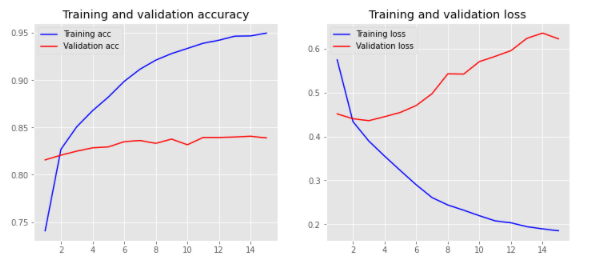 Training and validation accuracy
Training acc
Validation acc
0.95
0.90
0.85
0.80
0.75
2 4 6 8 10 12 14
Training and validation loss
Training loss
Validation loss
0.6
0.5
0.4
0.3
0.2
2 4 6 8 10 12 14